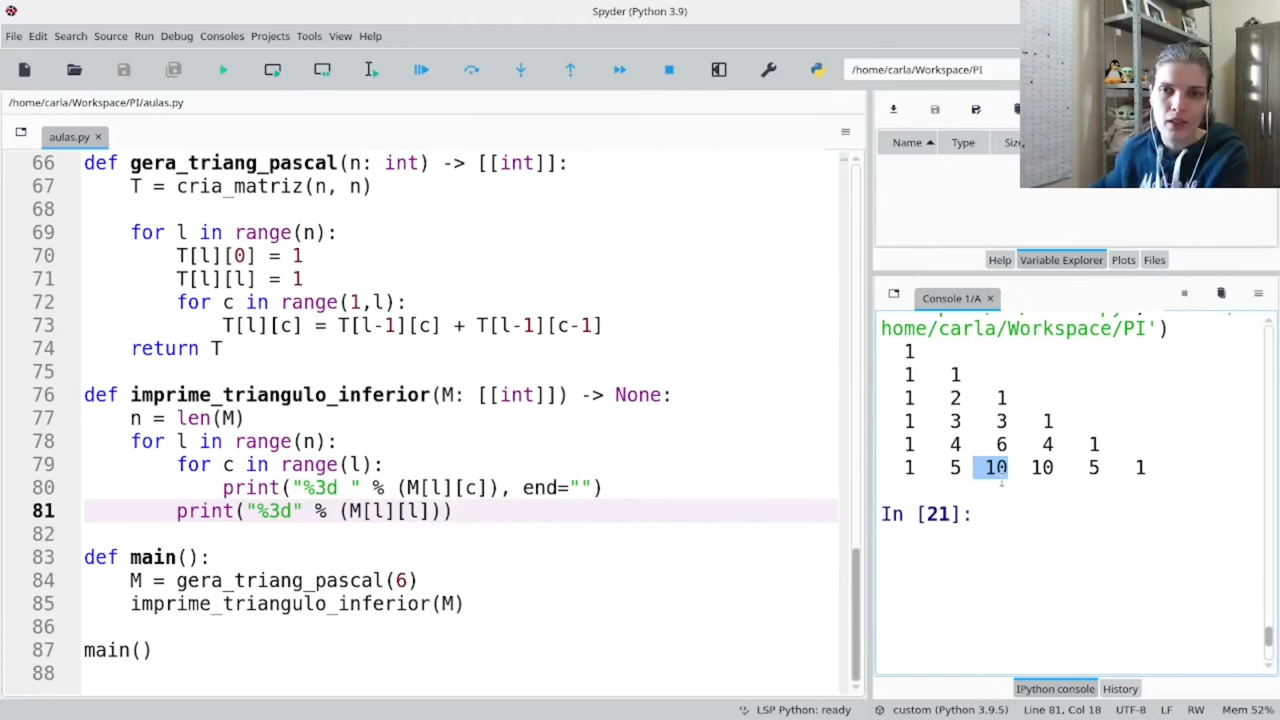 Spyder (Python 3.9)
File Edit Search Source Run Debug Consoles Projects Tools View Help
/home/carla/Workspace/PI
/home/carla/Workspace/PI/aulas.py
aulas.py
Name Type
66 def gera_triang_pascal(n: int) -> [[int]]:
67 T = cria_matriz(n, n)
68
69 for l in range(n):
70 T[l][0] = 1
71 T[l][l] = 1
72 for c in range(1,l):
73 T[l][c] = T[l-1][c] + T[l-1][c-1]
74 return T
75
76 def imprime_triangulo_inferior(M: [[int]]) -> None:
77 n = len(M)
78 for l in range(n):
79 for c in range(l):
80 print("%3d " % (M[l][c]), end="")
81 print("%3d" % (M[l][l]))
82
83 def main():
84 M = gera_triang_pascal(6)
85 imprime_triangulo_inferior(M)
86
87 main()
88
Help Variable Explorer Plots Files
Console 1/A
home/carla/Workspace/PI')
1
1 1
1 2 1
1 3 3 1
1 4 6 4 1
1 5 10 10 5 1
In [21]:
IPython console History
LSP Python: ready custom (Python 3.9.5) Line 81, Col 18 UTF-8 LF RW Mem 52%